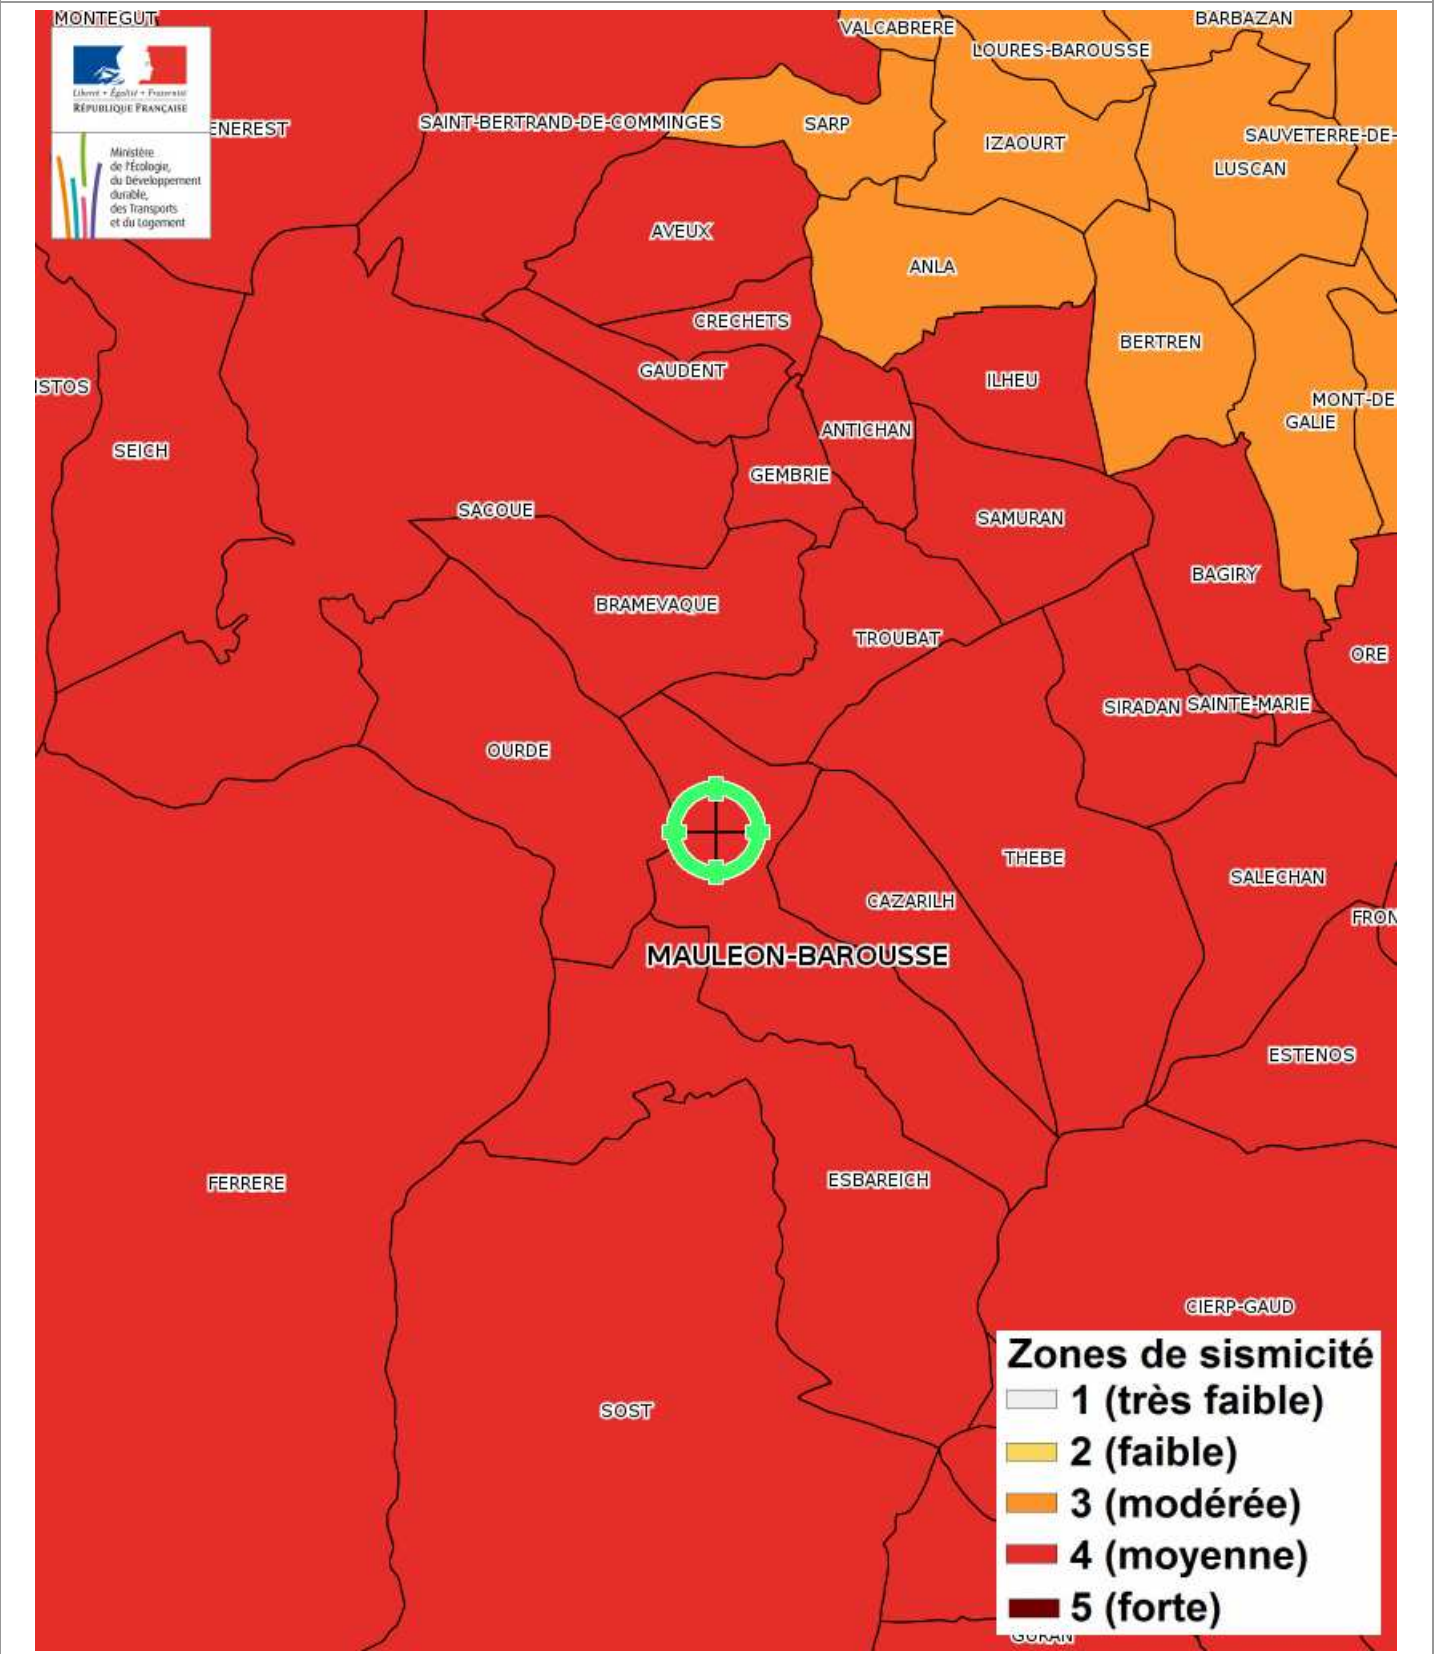 MONTEGUT
VALCABRERE
BARBAZAN
LOURES-BAROUSSE
Liberté • Égalité • Fraternité
RÉPUBLIQUE FRANÇAISE
ENEREST
SAINT-BERTRAND-DE-COMMINGES
SARP
IZAOURT
SAUVETERRE-DE-
LUSCAN
Ministère
de l'Écologie,
du Développement
durable,
des Transports
et du Logement
AVEUX
ANLA
CRECHETS
BERTREN
GAUDENT
ILHEU
ISTOS
MONT-DE
GALIE
ANTICHAN
SEICH
GEMBRIE
SACOUE
SAMURAN
BAGIRY
BRAMEVAQUE
TROUBAT
ORE
SIRADAN
SAINTE-MARIE
OURDE
THEBE
SALECHAN
CAZARILH
FRON
MAULEON-BAROUSSE
ESTENOS
FERRERE
ESBAREICH
CIERP-GAUD
SOST
Zones de sismicité
1 (très faible)
2 (faible)
3 (modérée)
4 (moyenne)
5 (forte)
GURAN